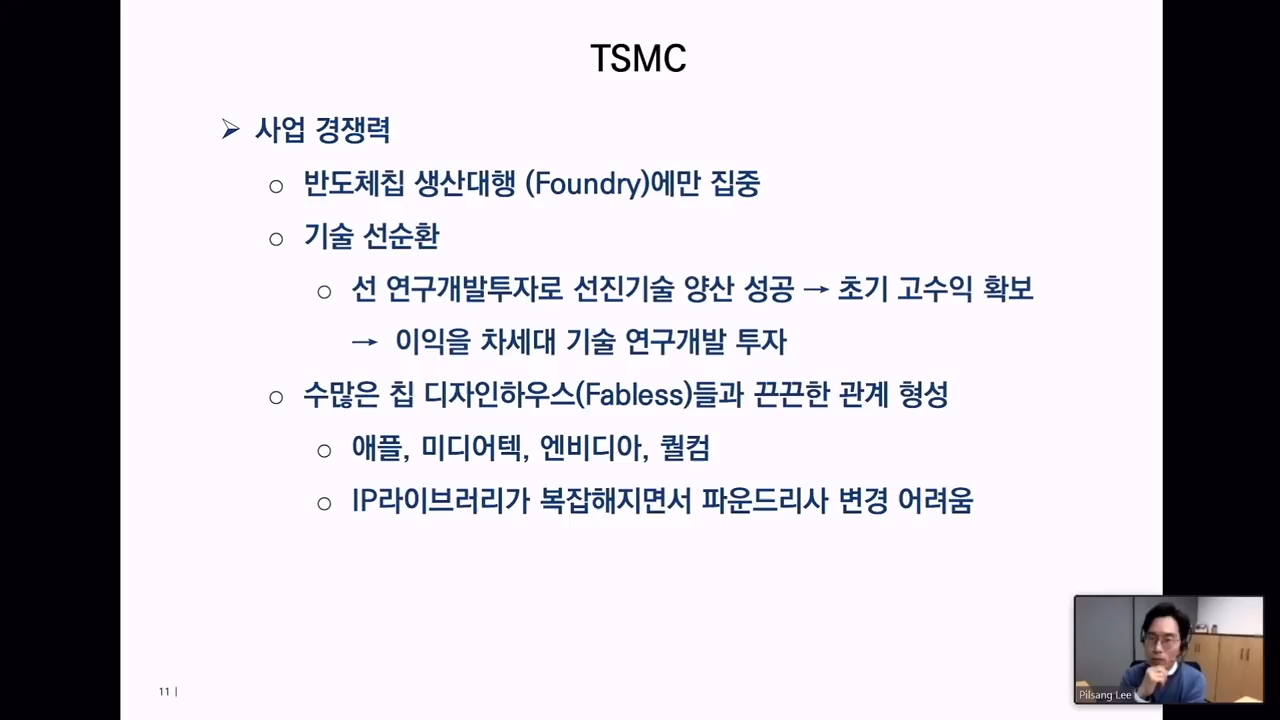 TSMC
➢ 사업 경쟁력
○ 반도체칩 생산대행 (Foundry)에만 집중
○ 기술 선순환
○ 선 연구개발투자로 선진기술 양산 성공 → 초기 고수익 확보
→ 이익을 차세대 기술 연구개발 투자
○ 수많은 칩 디자인하우스(Fabless)들과 끈끈한 관계 형성
○ 애플, 미디어텍, 엔비디아, 퀄컴
○ IP라이브러리가 복잡해지면서 파운드리사 변경 어려움
11 |
Pilsang Lee